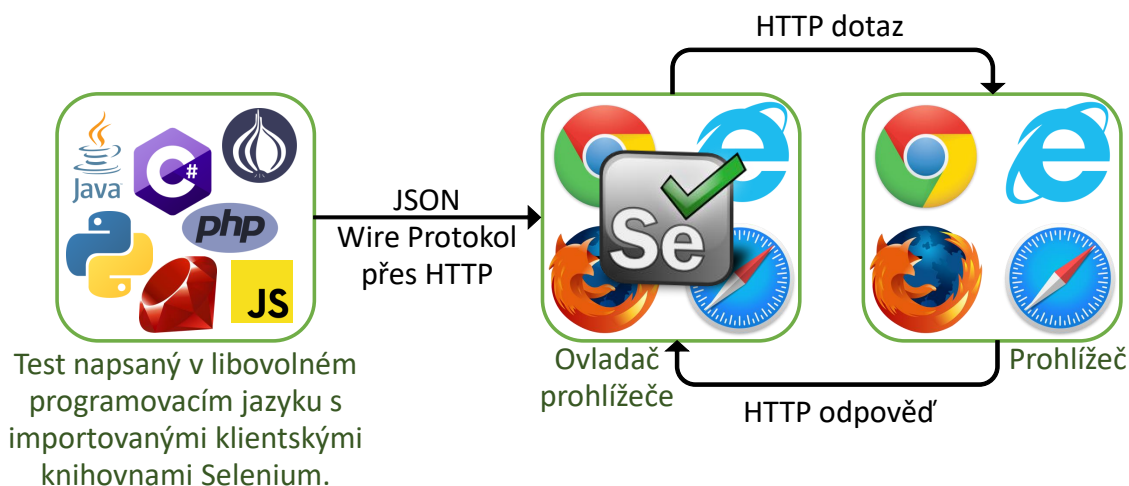 HTTP dotaz
Java
C#
php
JS
JSON
Wire Protokol
přes HTTP
Se
Test napsaný v libovolném
programovacím jazyku s
importovanými klientskými
knihovnami Selenium.
Ovladač
prohlížeče
Prohlížeč
HTTP odpověď